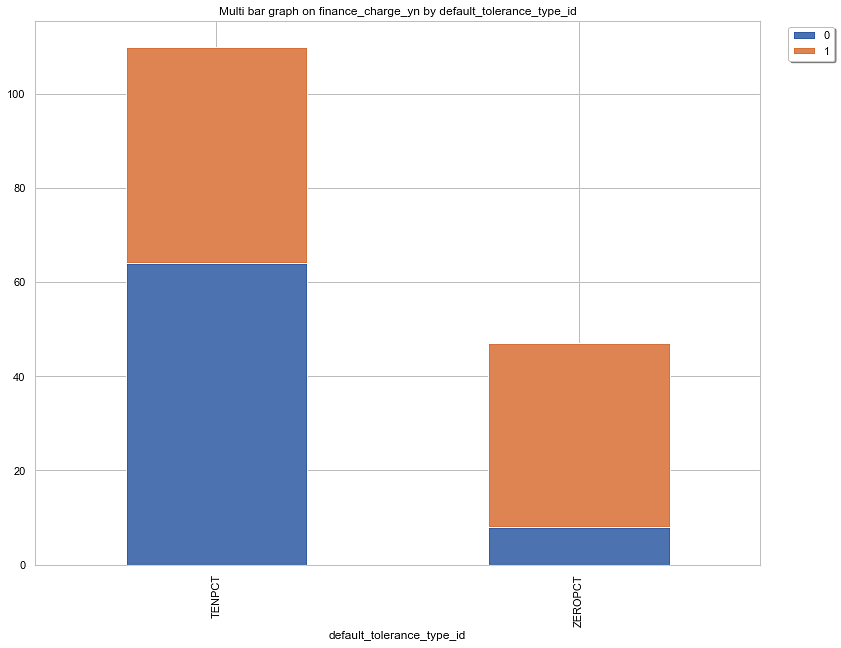 Multi bar graph on finance_charge_yn by default_tolerance_type_id
0
1
100
80
60
40
20
0
TENPCT
ZEROPCT
default_tolerance_type_id